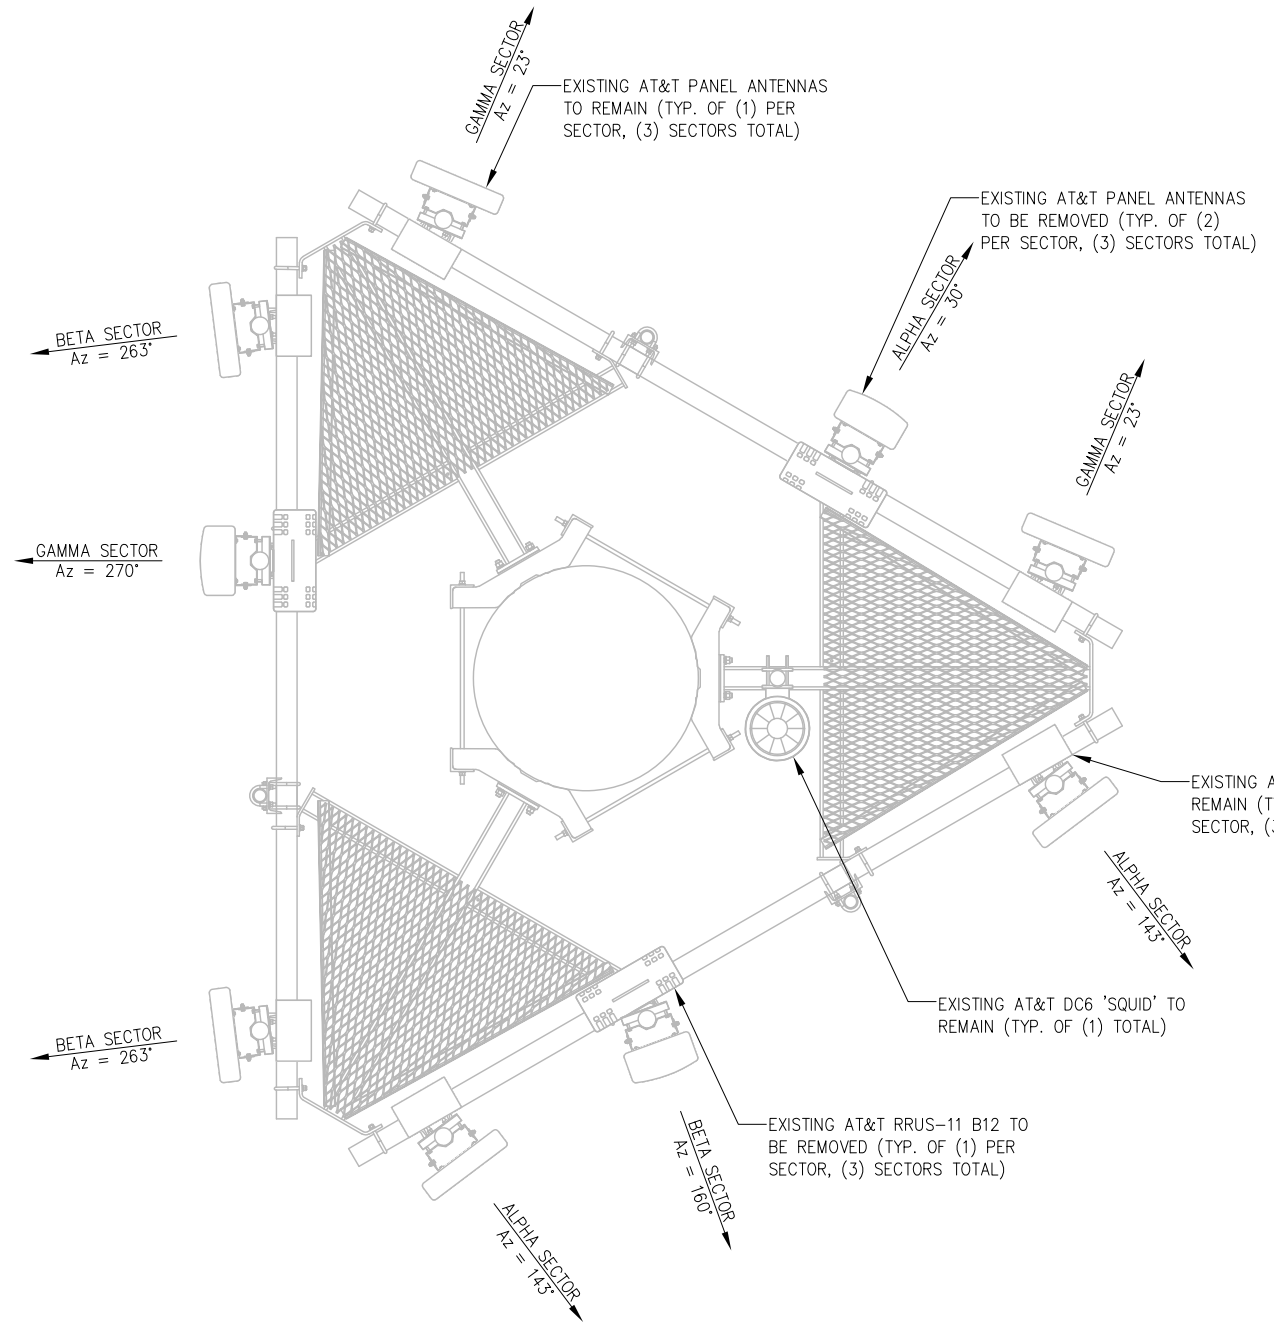 GAMMA SECTOR
Az = 23°
EXISTING AT&T PANEL ANTENNAS
TO REMAIN (TYP. OF (1) PER
SECTOR, (3) SECTORS TOTAL)
EXISTING AT&T PANEL ANTENNAS
TO BE REMOVED (TYP. OF (2)
PER SECTOR, (3) SECTORS TOTAL)
ALPHA SECTOR
Az = 30°
BETA SECTOR
Az = 263°
GAMMA SECTOR
Az = 23°
GAMMA SECTOR
Az = 270°
EXISTING A
REMAIN (T
SECTOR, (3
ALPHA SECTOR
Az = 143°
EXISTING AT&T DC6 'SQUID' TO
REMAIN (TYP. OF (1) TOTAL)
BETA SECTOR
Az = 263°
EXISTING AT&T RRUS-11 B12 TO
BE REMOVED (TYP. OF (1) PER
SECTOR, (3) SECTORS TOTAL)
BETA SECTOR
Az = 160°
ALPHA SECTOR
Az = 143°